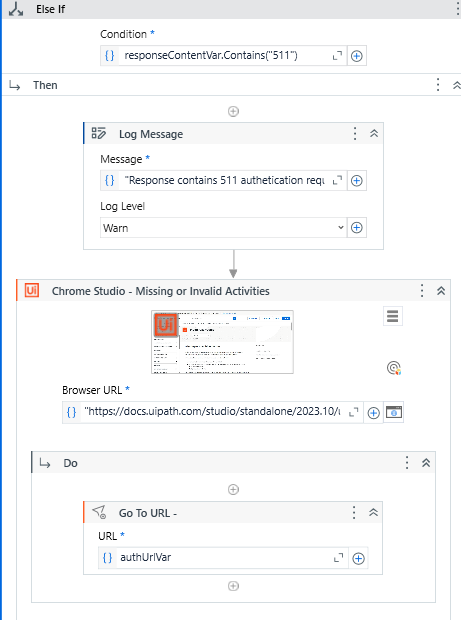 Else If
Condition *
{} responseContentVar.Contains("511")
Then
Log Message
Message *
{} "Response contains 511 authetication requ
Log Level
Warn
Ui Chrome Studio - Missing or Invalid Activities
Ui
Browser URL *
{} "https://docs.uipath.com/studio/standalone/2023.10/u
Do
Go To URL -
URL *
{} authUrlVar